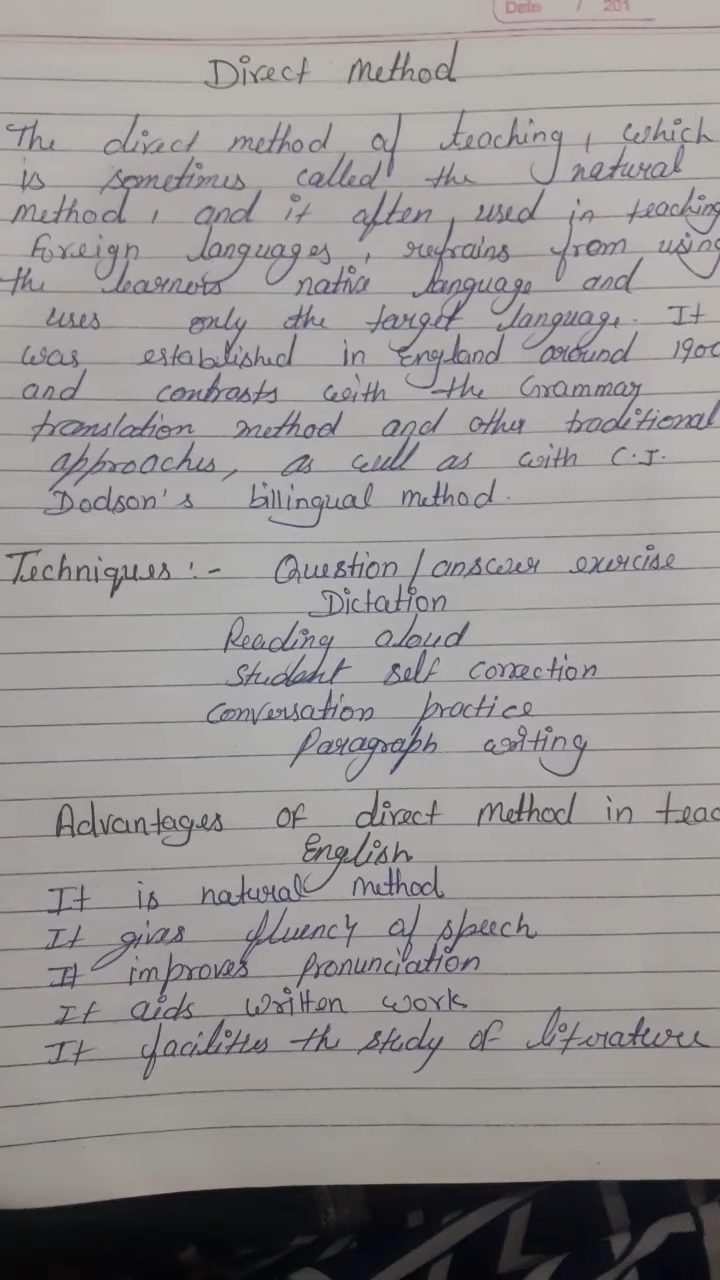 Date / 201
Direct Method
The direct method of teaching, which
is sometimes called the natural
method, and it often used in teaching
foreign languages, refrains from using
the learners native language and
uses only the target language. It
was established in England around 1900
and contrasts with the Grammar
translation method and other traditional
approaches, as well as with C.J.
Dodson's billingual method.
Techniques :- Question/answer exercise
Dictation
Reading aloud
Student self correction
Conversation practice
Paragraph writing
Advantages of direct method in teac
English
It is natural method
It gives fluency of speech
It improves pronunciation
It aids written work
It facilities the study of literature